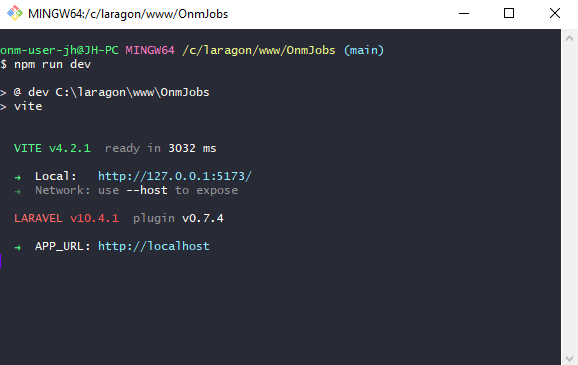 MINGW64:/c/laragon/www/OnmJobs
onm-user-jh@JH-PC MINGW64 /c/laragon/www/OnmJobs (main)
$ npm run dev
> @ dev C:\laragon\www\OnmJobs
> vite
VITE v4.2.1 ready in 3032 ms
➜ Local: http://127.0.0.1:5173/
➜ Network: use --host to expose
LARAVEL v10.4.1 plugin v0.7.4
➜ APP_URL: http://localhost